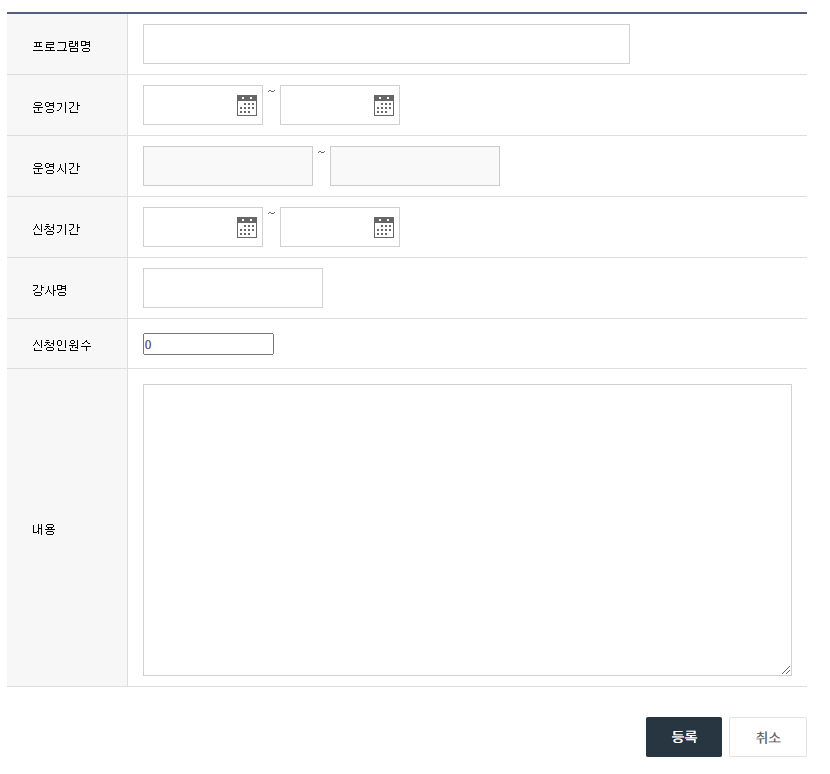 프로그램명
운영기간 ~
운영시간 ~
신청기간 ~
강사명
신청인원수 0
내용
등록 취소